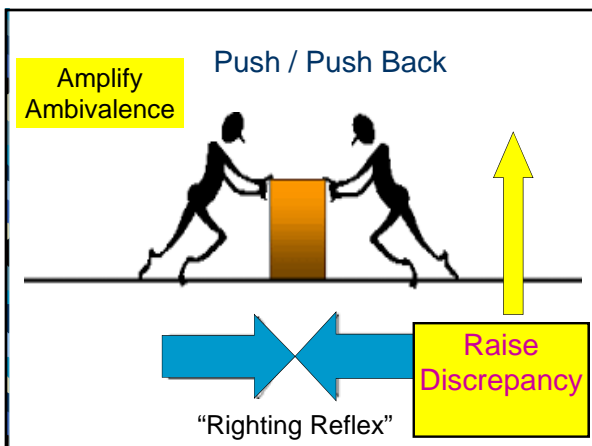 Push / Push Back
Amplify
Ambivalence
Raise
Discrepancy
“Righting Reflex”